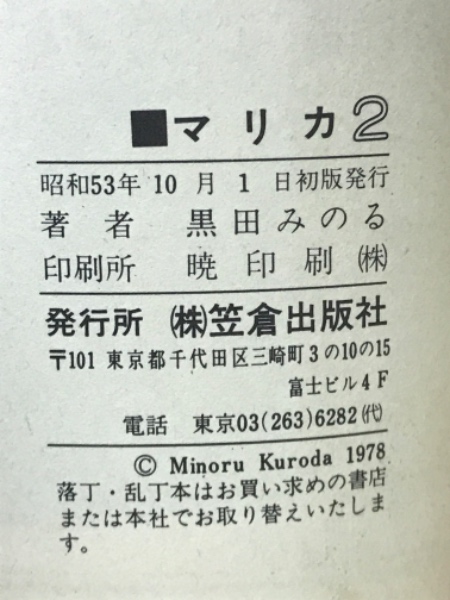 ■マリカ2
昭和53年 10 月 1 日初版発行
著者 黒田みのる
印刷所 暁印刷㈱
発行所 ㈱笠倉出版社
〒101 東京都千代田区三崎町3の10の15
富士ビル4F
電話 東京03(263)6282㈹
© Minoru Kuroda 1978
落丁・乱丁本はお買い求めの書店
または本社でお取り替えいたしま
す。